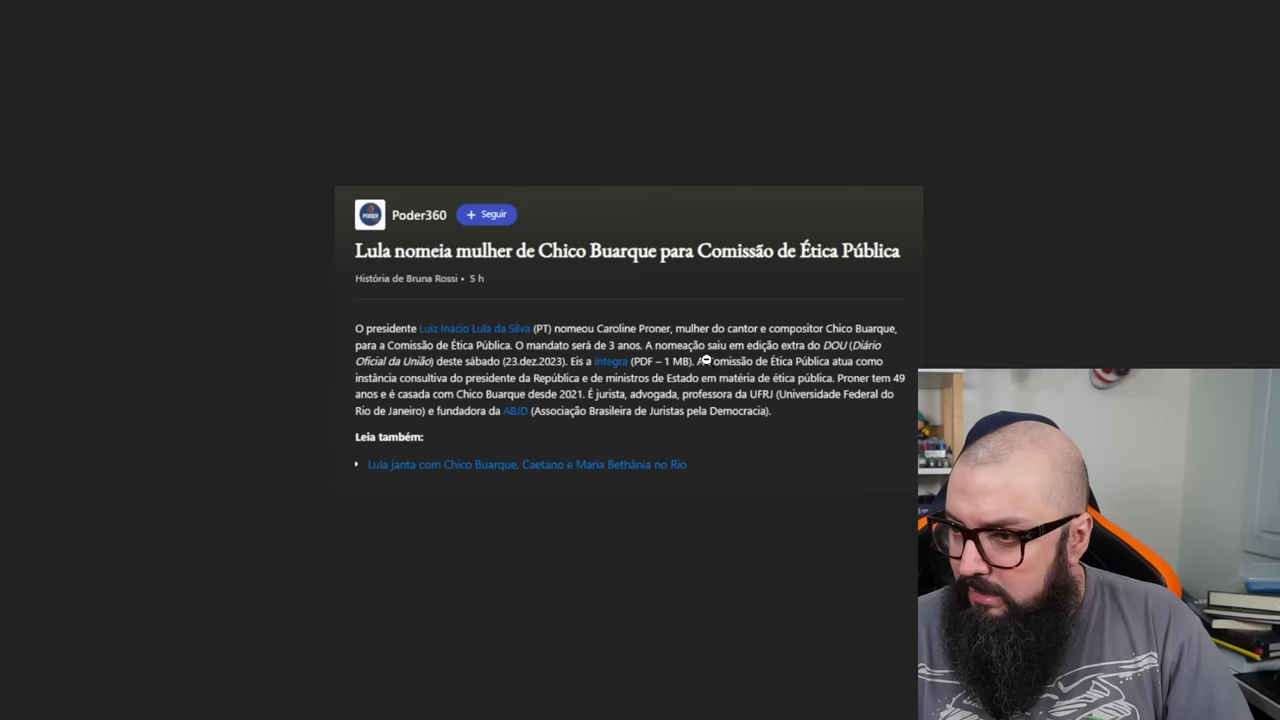 PODER
Poder360
+ Seguir
Lula nomeia mulher de Chico Buarque para Comissão de Ética Pública
História de Bruna Rossi • 5 h
O presidente Luiz Inácio Lula da Silva (PT) nomeou Caroline Proner, mulher do cantor e compositor Chico Buarque,
para a Comissão de Ética Pública. O mandato será de 3 anos. A nomeação saiu em edição extra do DOU (Diário
Oficial da União) deste sábado (23.dez.2023). Eis a íntegra (PDF – 1 MB). A omissão de Ética Pública atua como
instância consultiva do presidente da República e de ministros de Estado em matéria de ética pública. Proner tem 49
anos e é casada com Chico Buarque desde 2021. É jurista, advogada, professora da UFRJ (Universidade Federal do
Rio de Janeiro) e fundadora da ABJD (Associação Brasileira de Juristas pela Democracia).
Leia também:
Lula janta com Chico Buarque, Caetano e Maria Bethânia no Rio